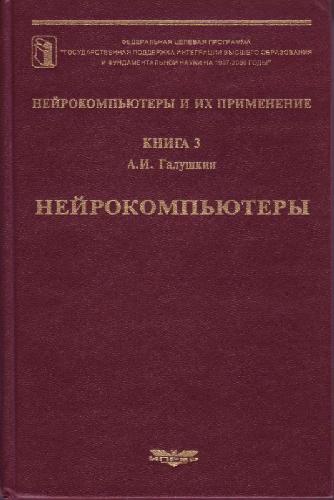 ФЕДЕРАЛЬНАЯ ЦЕЛЕВАЯ ПРОГРАММА
"ГОСУДАРСТВЕННАЯ ПОДДЕРЖКА ИНТЕГРАЦИИ ВЫСШЕГО ОБРАЗОВАНИЯ
И ФУНДАМЕНТАЛЬНОЙ НАУКИ НА 1997-2000 ГОДЫ"
НЕЙРОКОМПЬЮТЕРЫ И ИХ ПРИМЕНЕНИЕ
КНИГА 3
А.И. Галушкин
НЕЙРОКОМПЬЮТЕРЫ
ИПРЖР